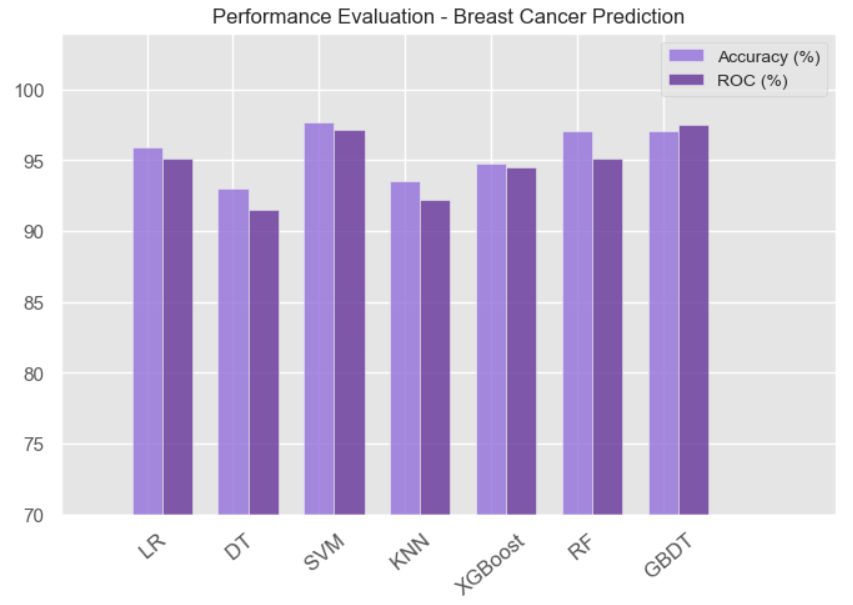 Performance Evaluation - Breast Cancer Prediction
Accuracy (%)
ROC (%)
100
95
90
85
80
75
70
LR
DT
SVM
KNN
XGBoost
RF
GBDT